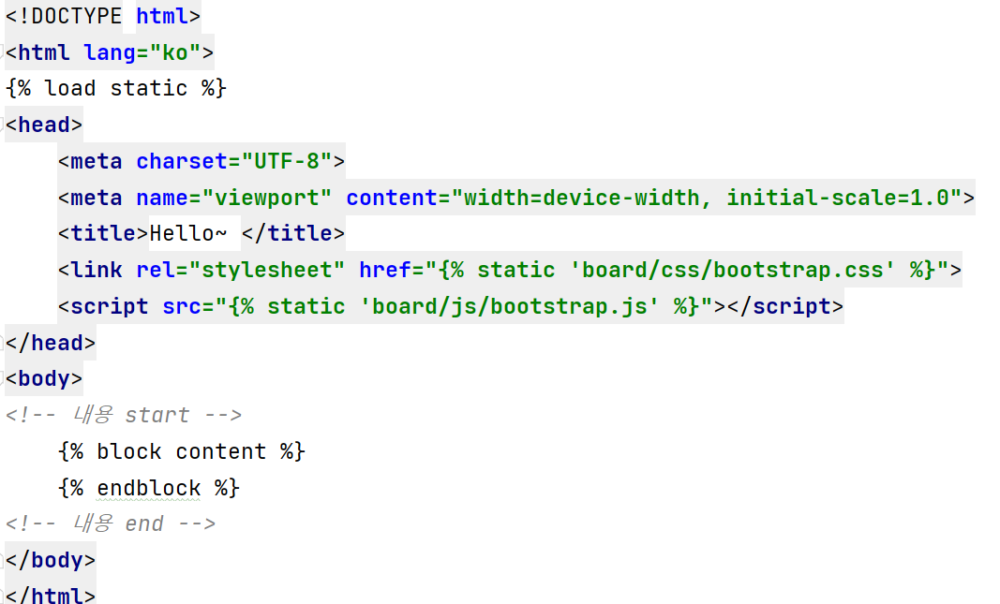 <!DOCTYPE html>
<html lang="ko">
{% load static %}
<head>
    <meta charset="UTF-8">
    <meta name="viewport" content="width=device-width, initial-scale=1.0">
    <title>Hello~ </title>
    <link rel="stylesheet" href="{% static 'board/css/bootstrap.css' %}">
    <script src="{% static 'board/js/bootstrap.js' %}"></script>
</head>
<body>
<!-- 내용 start -->
    {% block content %}
    {% endblock %}
<!-- 내용 end -->
</body>
</html>